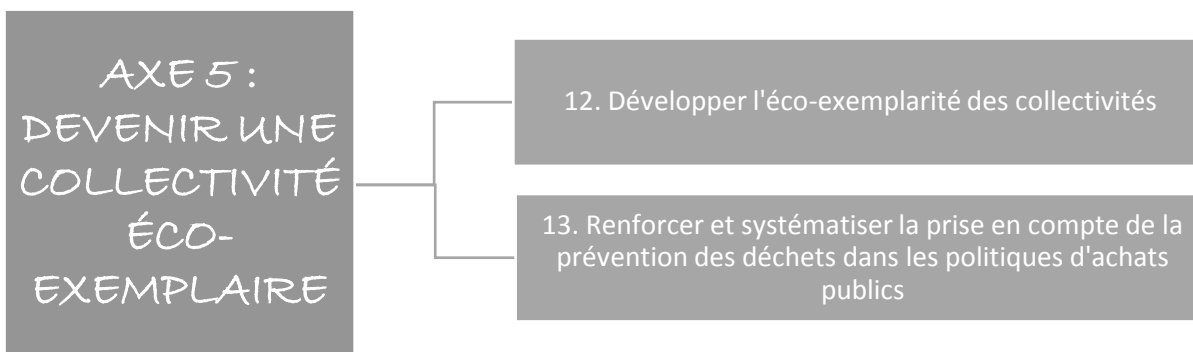 AXE 5 :
DEVENIR UNE
COLLECTIVITÉ
ÉCO-
EXEMPLAIRE
12. Développer l'éco-exemplarité des collectivités
13. Renforcer et systématiser la prise en compte de la
prévention des déchets dans les politiques d'achats
publics